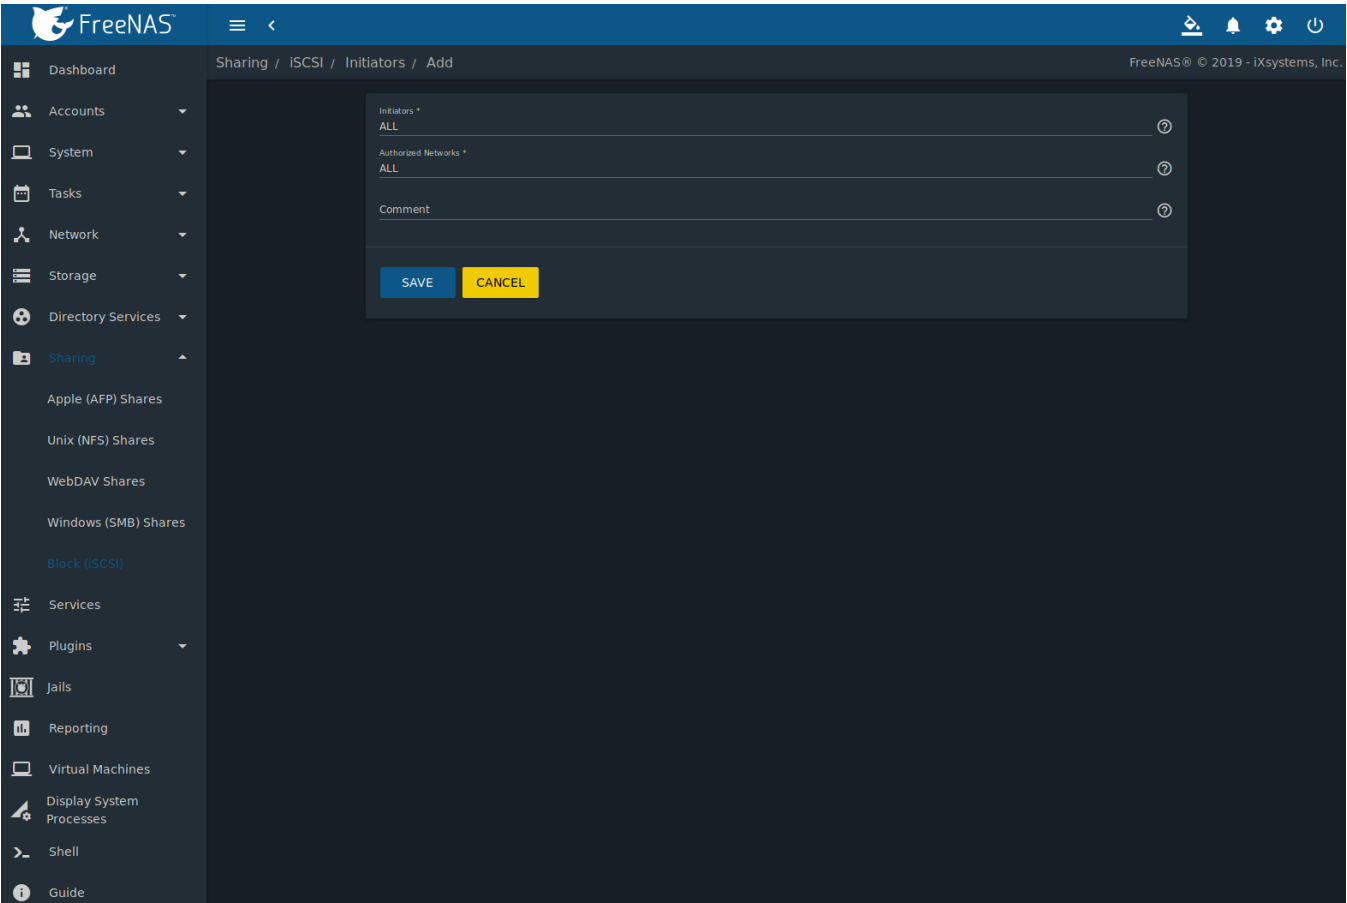 FreeNAS™
Dashboard
Accounts
System
Tasks
Network
Storage
Directory Services
Sharing
Apple (AFP) Shares
Unix (NFS) Shares
WebDAV Shares
Windows (SMB) Shares
Block (iSCSI)
Services
Plugins
Jails
Reporting
Virtual Machines
Display System
Processes
Shell
Guide
Sharing / iSCSI / Initiators / Add
FreeNAS® © 2019 - iXsystems, Inc.
Initiators *
ALL
Authorized Networks *
ALL
Comment
SAVE
CANCEL